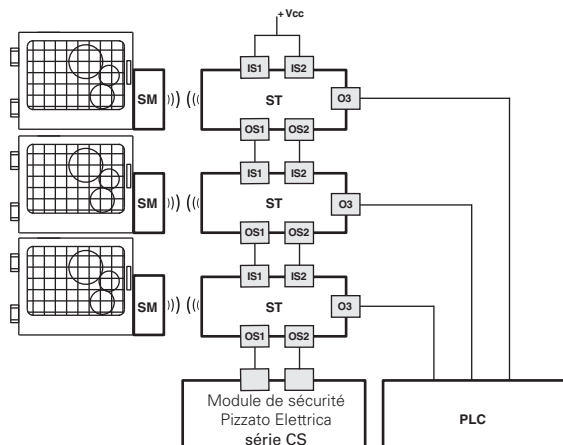 +Vcc
IS1 IS2
SM ST O3
OS1 OS2
IS1 IS2
SM ST O3
OS1 OS2
IS1 IS2
SM ST O3
OS1 OS2
Module de sécurité
Pizzato Elettrica
série CS
PLC